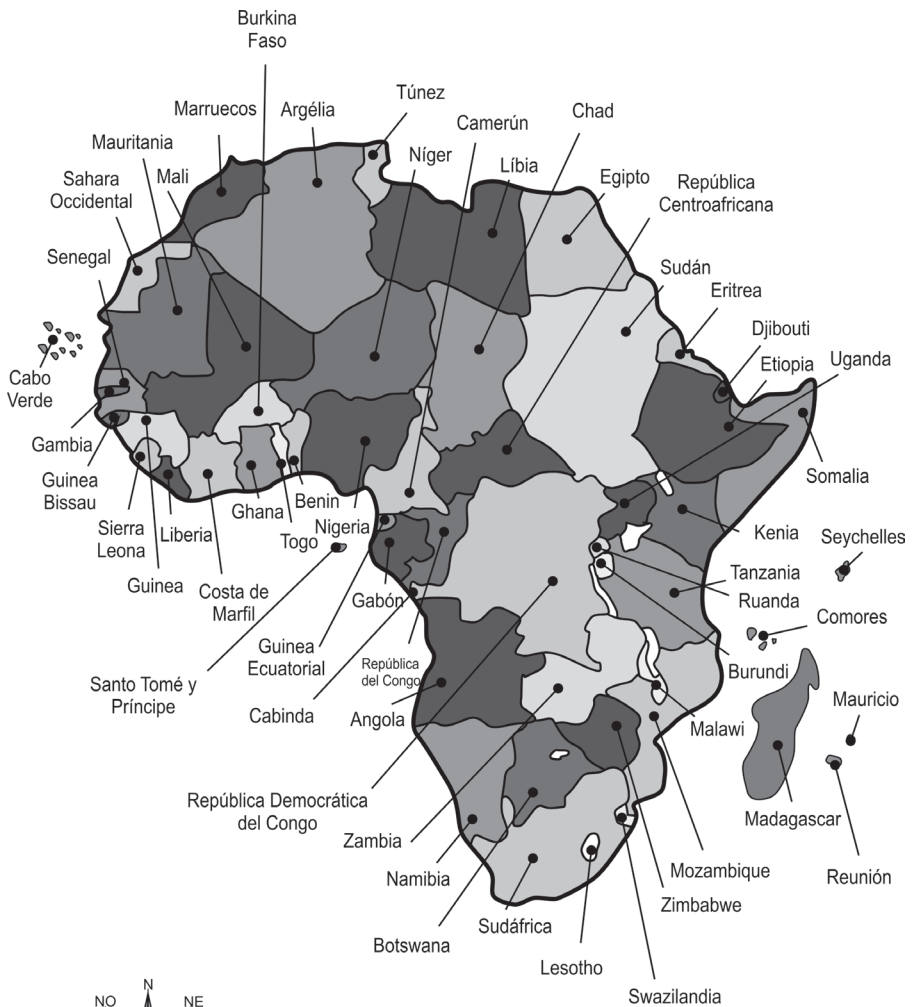 Burkina
Faso
Túnez
Marruecos
Argélia
Chad
Camerún
Mauritania
Níger
Líbia
Mali
Sahara
Occidental
Egipto
República
Centroafricana
Senegal
Sudán
Eritrea
Djibouti
Uganda
Etiopia
Cabo
Verde
Gambia
Somalia
Guinea
Bissau
Benin
Ghana
Nigeria
Sierra
Leona
Liberia
Togo
Kenia
Seychelles
Guinea
Costa de
Marfil
Gabón
Tanzania
Ruanda
Comores
Guinea
Ecuatorial
República
del Congo
Burundi
Santo Tomé y
Príncipe
Cabinda
Angola
Malawi
Mauricio
República Democrática
del Congo
Zambia
Madagascar
Namibia
Mozambique
Reunión
Zimbabwe
Botswana
Sudáfrica
Lesotho
Swazilandia
N
NO
NE